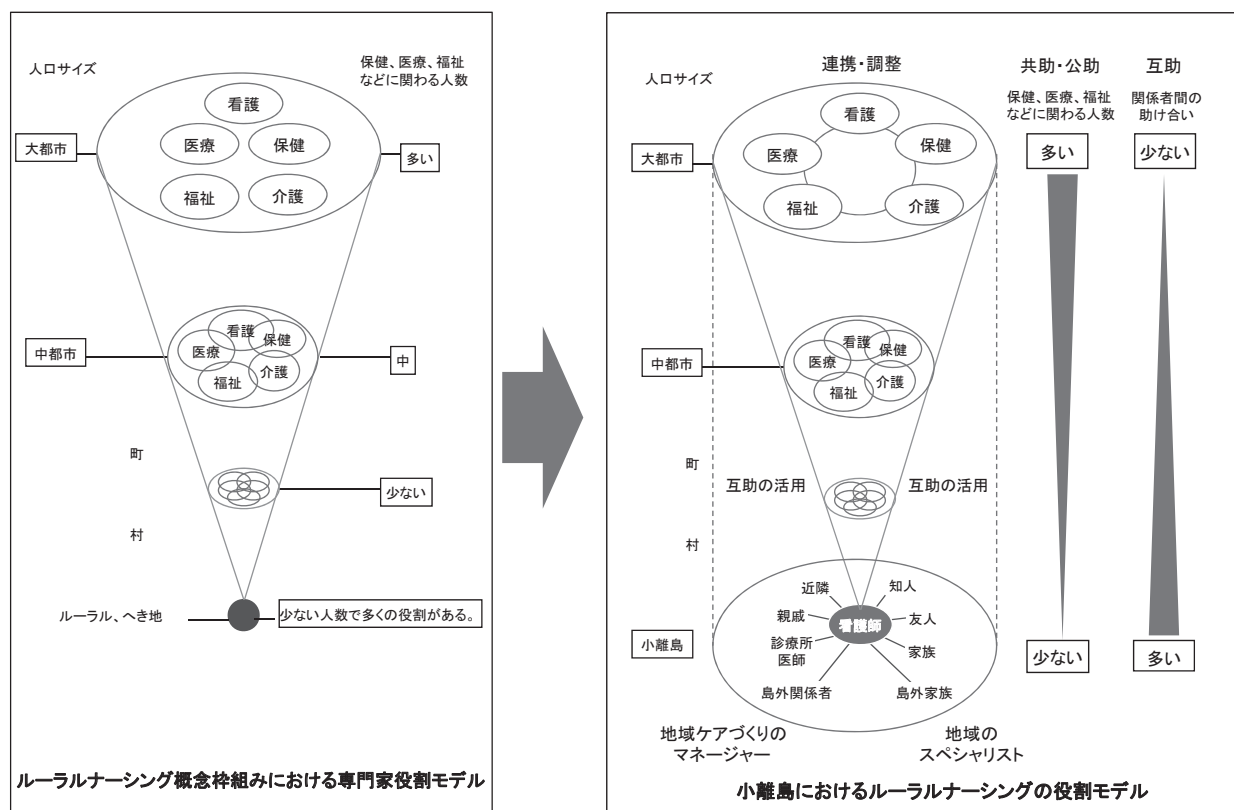 人口サイズ
保健、医療、福祉
などに関わる人数
看護
医療
保健
福祉
介護
大都市
多い
看護
医療
保健
福祉
介護
中都市
中
町
少ない
村
ルーラル、へき地
少ない人数で多くの役割がある。
ルーラルナーシング概念枠組みにおける専門家役割モデル
人口サイズ
連携・調整
共助・公助
互助
保健、医療、福祉
などに関わる人数
関係者間の
助け合い
大都市
多い
少ない
看護
医療
保健
福祉
介護
中都市
看護
医療
保健
福祉
介護
町
互助の活用
互助の活用
村
近隣
知人
親戚
看護師
友人
診療所
医師
家族
島外関係者
島外家族
小離島
少ない
多い
地域ケアづくりの
マネージャー
地域の
スペシャリスト
小離島におけるルーラルナーシングの役割モデル